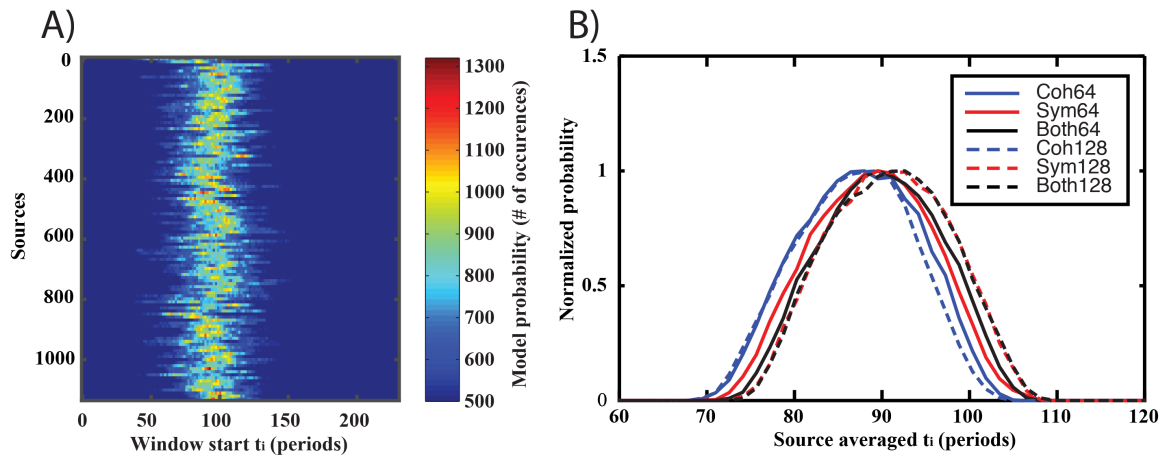 A)
0
200
400
600
800
1000
Sources
0
50
100
150
200
Window start ti (periods)
1300
1200
1100
1000
900
800
700
600
500
Model probability (# of occurences)
B)
1.5
1
0.5
0
Normalized probability
60
70
80
90
100
110
120
Source averaged ti (periods)
Coh64
Sym64
Both64
Coh128
Sym128
Both128